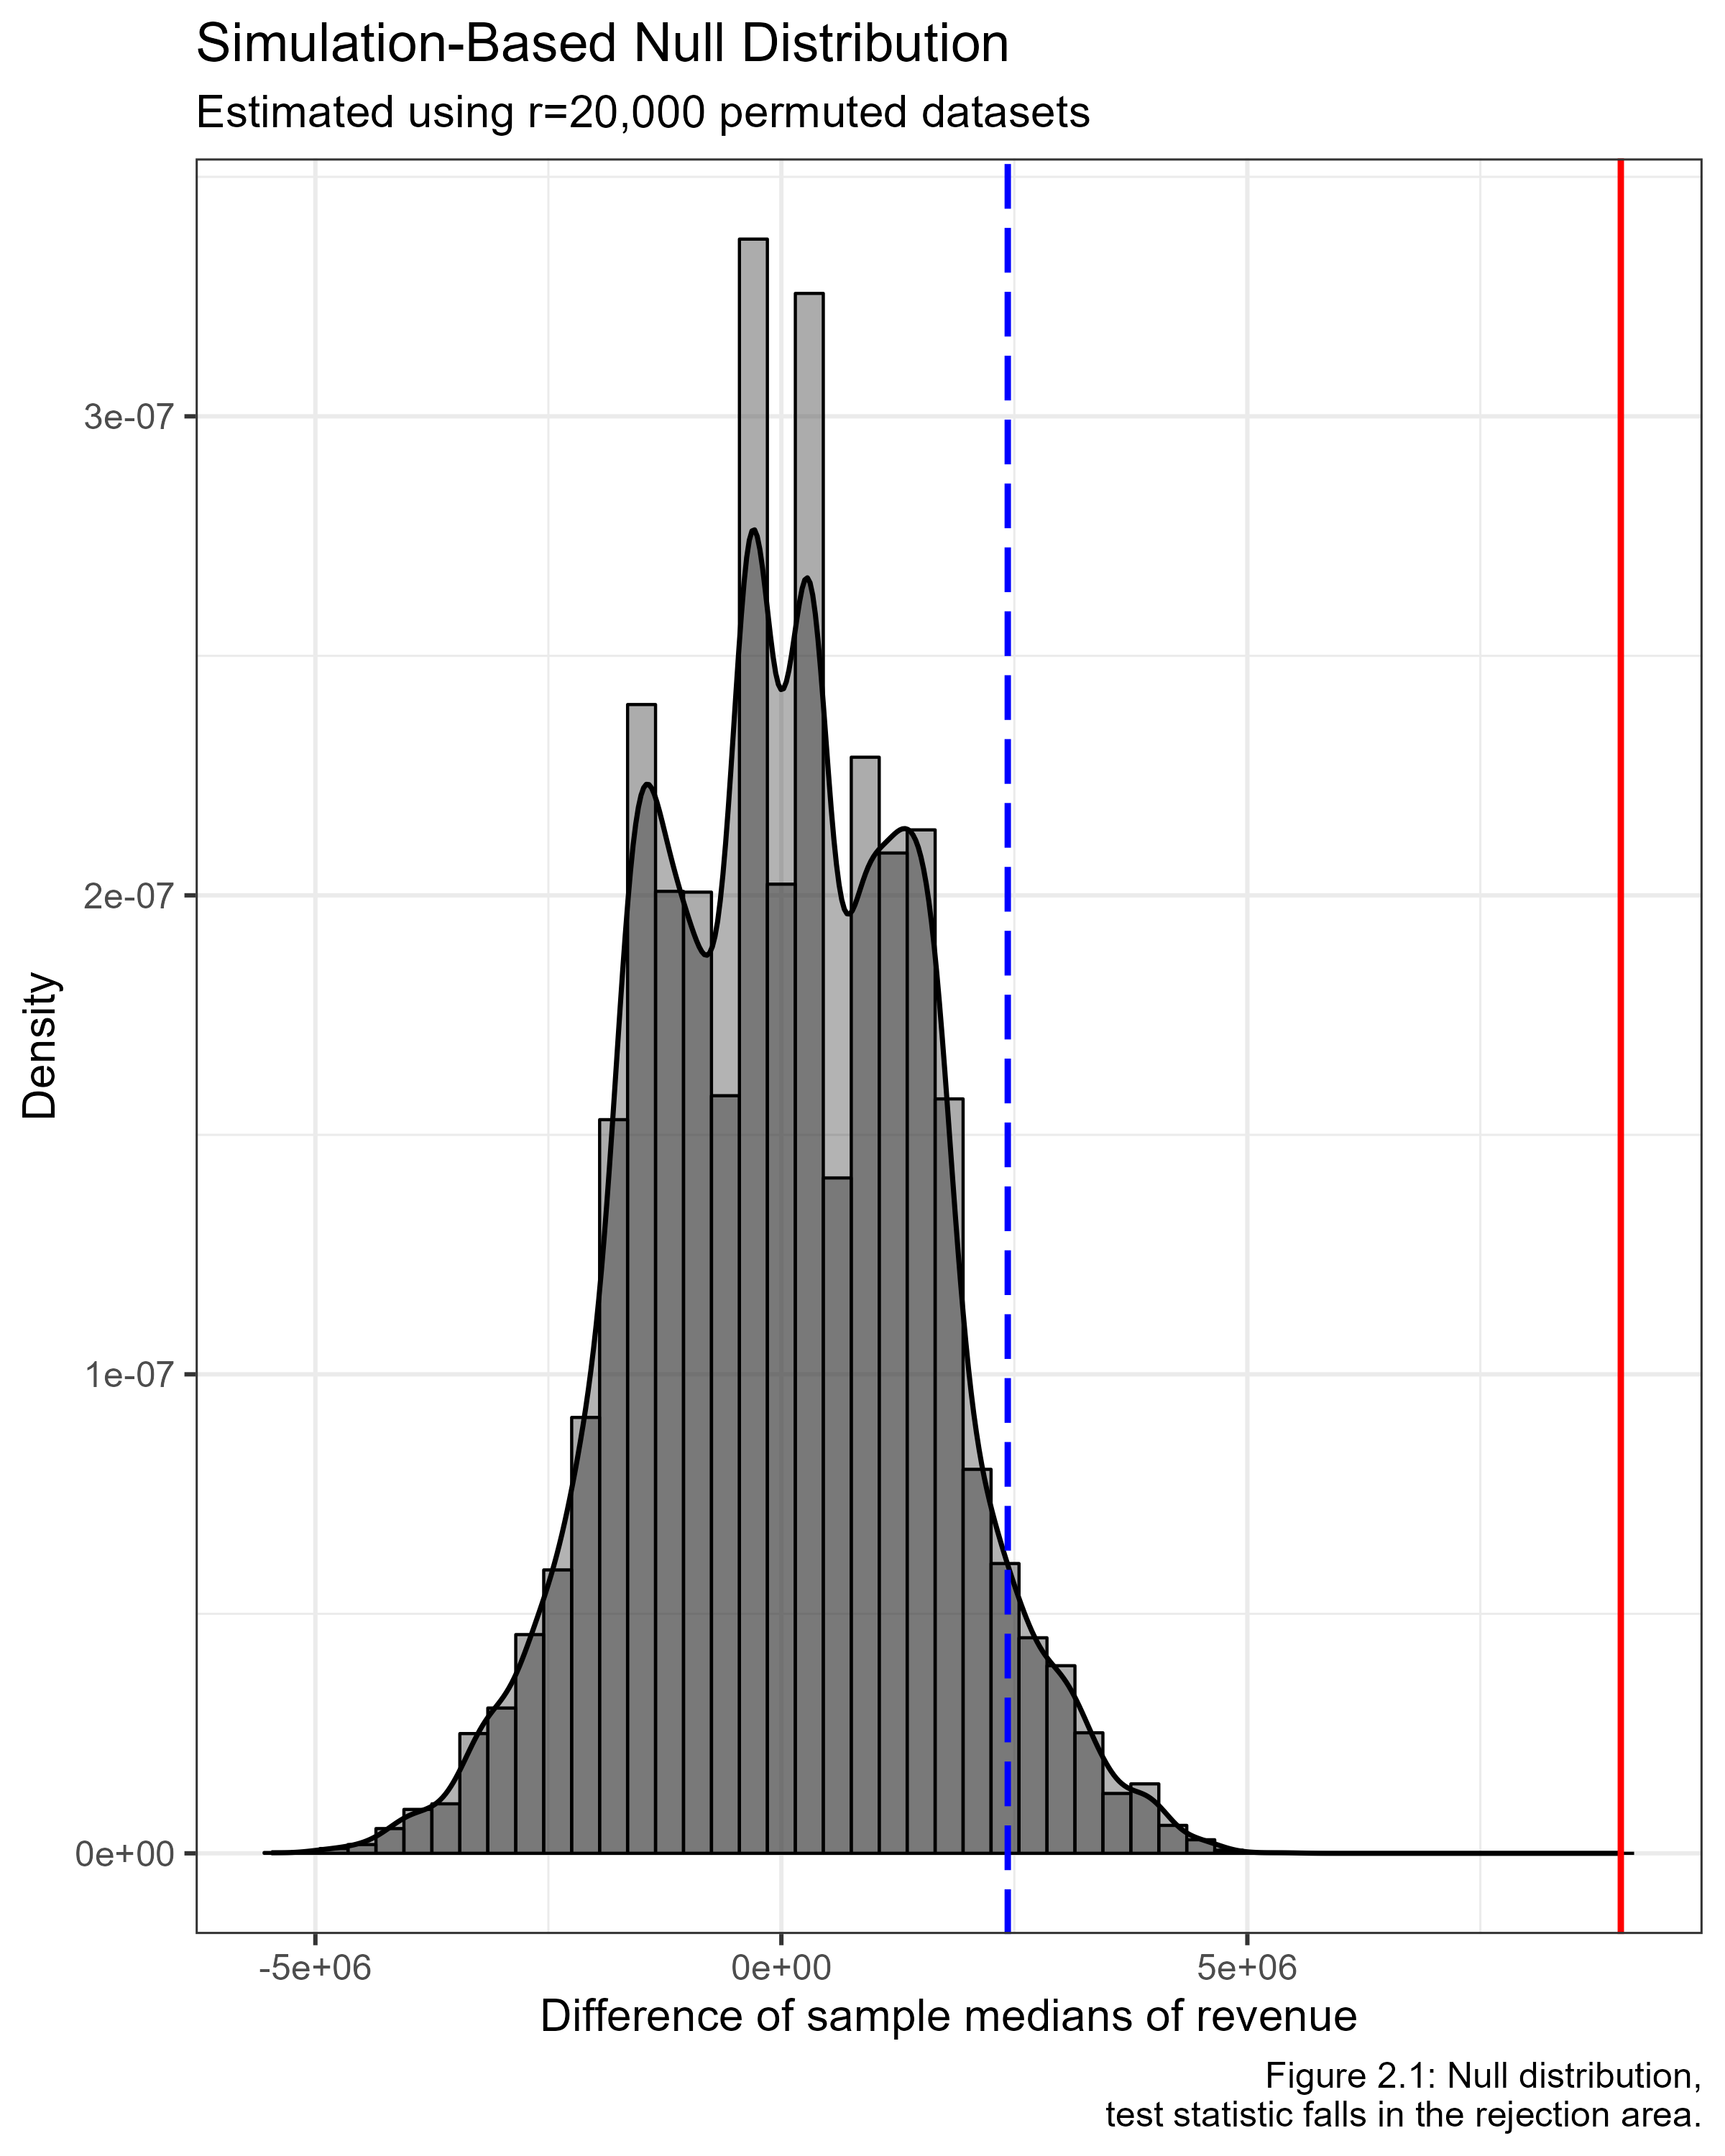 Simulation-Based Null Distribution
Estimated using r=20,000 permuted datasets
3e-07
2e-07
1e-07
0e+00
Density
-5e+06
0e+00
5e+06
Difference of sample medians of revenue
Figure 2.1: Null distribution,
test statistic falls in the rejection area.